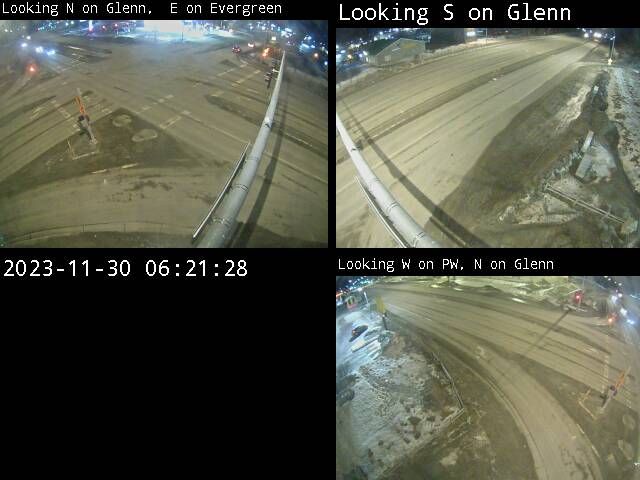 Looking N on Glenn,  E on Evergreen
Looking S on Glenn
2023-11-30 06:21:28
Looking W on PW, N on Glenn